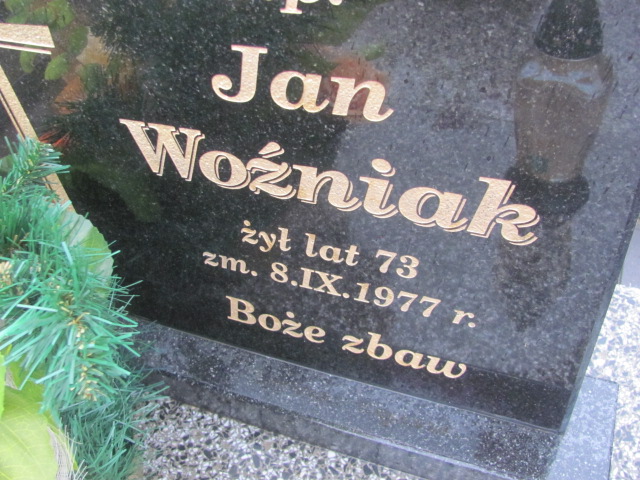 p.
Jan
Woźniak
żył lat 73
zm. 8.IX.1977 r.
Boże zbaw